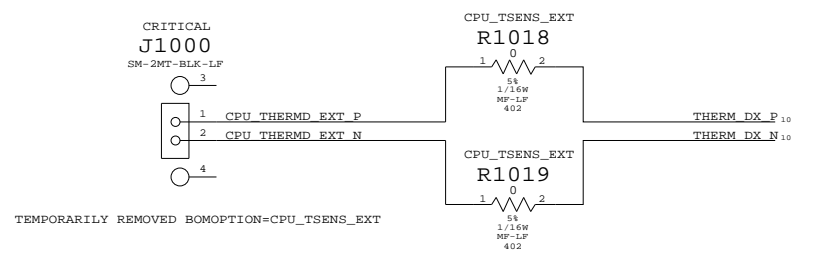 CPU_TSENS_EXT
CRITICAL
R1018
J1000
0
SM-2MT-BLK-LF
1 2
3
5%
1/16W
MF-LF
402
1 CPU_THERMD_EXT_P THERM_DX_P 10
2 CPU_THERMD_EXT_N THERM_DX_N 10
CPU_TSENS_EXT
4
R1019
0
1 2
TEMPORARILY REMOVED BOMOPTION=CPU_TSENS_EXT
5%
1/16W
MF-LF
402